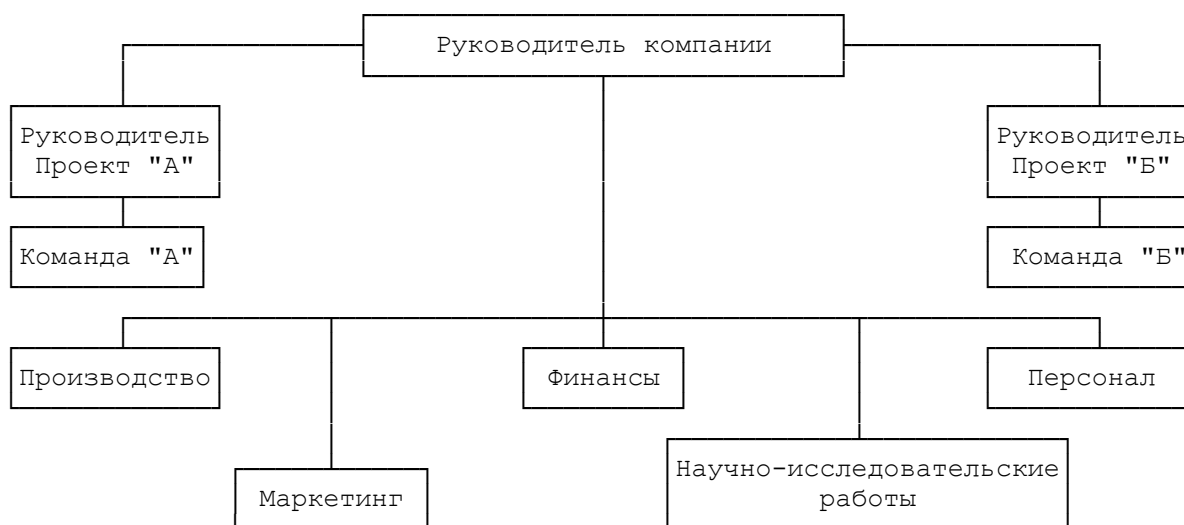 Руководитель компании
Руководитель
Проект "А"
Руководитель
Проект "Б"
Команда "А"
Команда "Б"
Производство
Финансы
Персонал
Маркетинг
Научно-исследовательские
работы